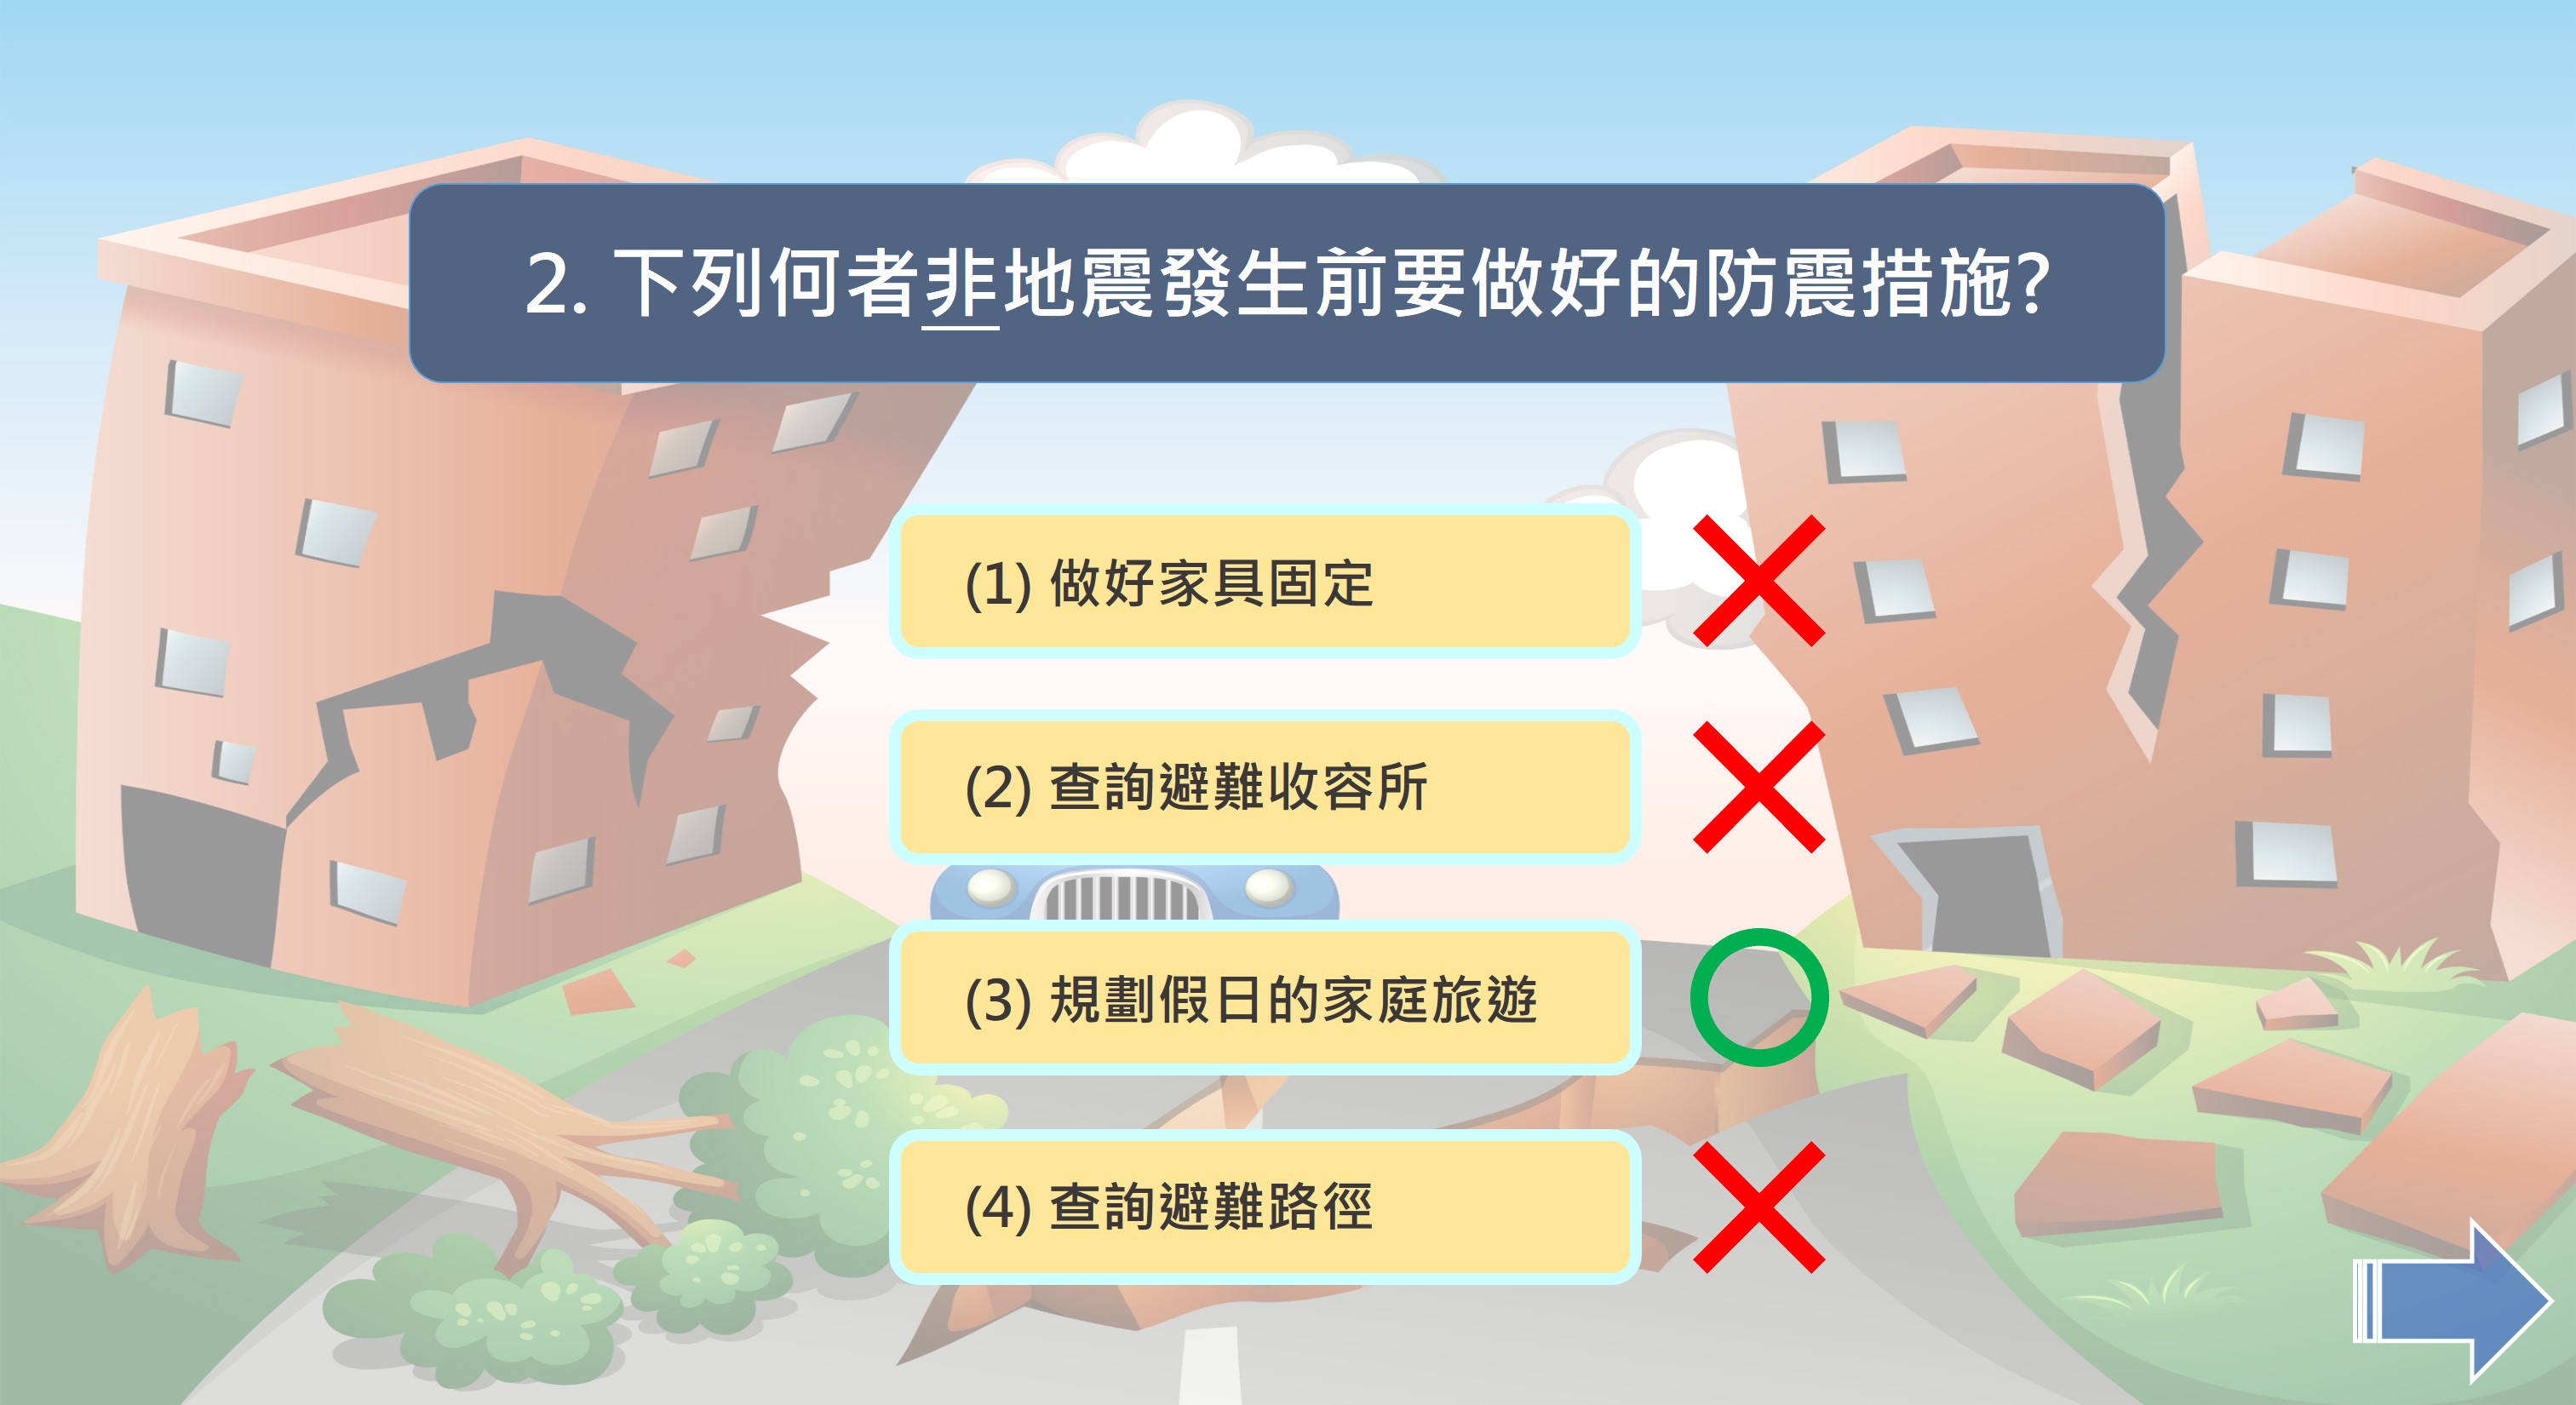 2. 下列何者非地震發生前要做好的防震措施?
(1) 做好家具固定
(2) 查詢避難收容所
(3) 規劃假日的家庭旅遊
(4) 查詢避難路徑